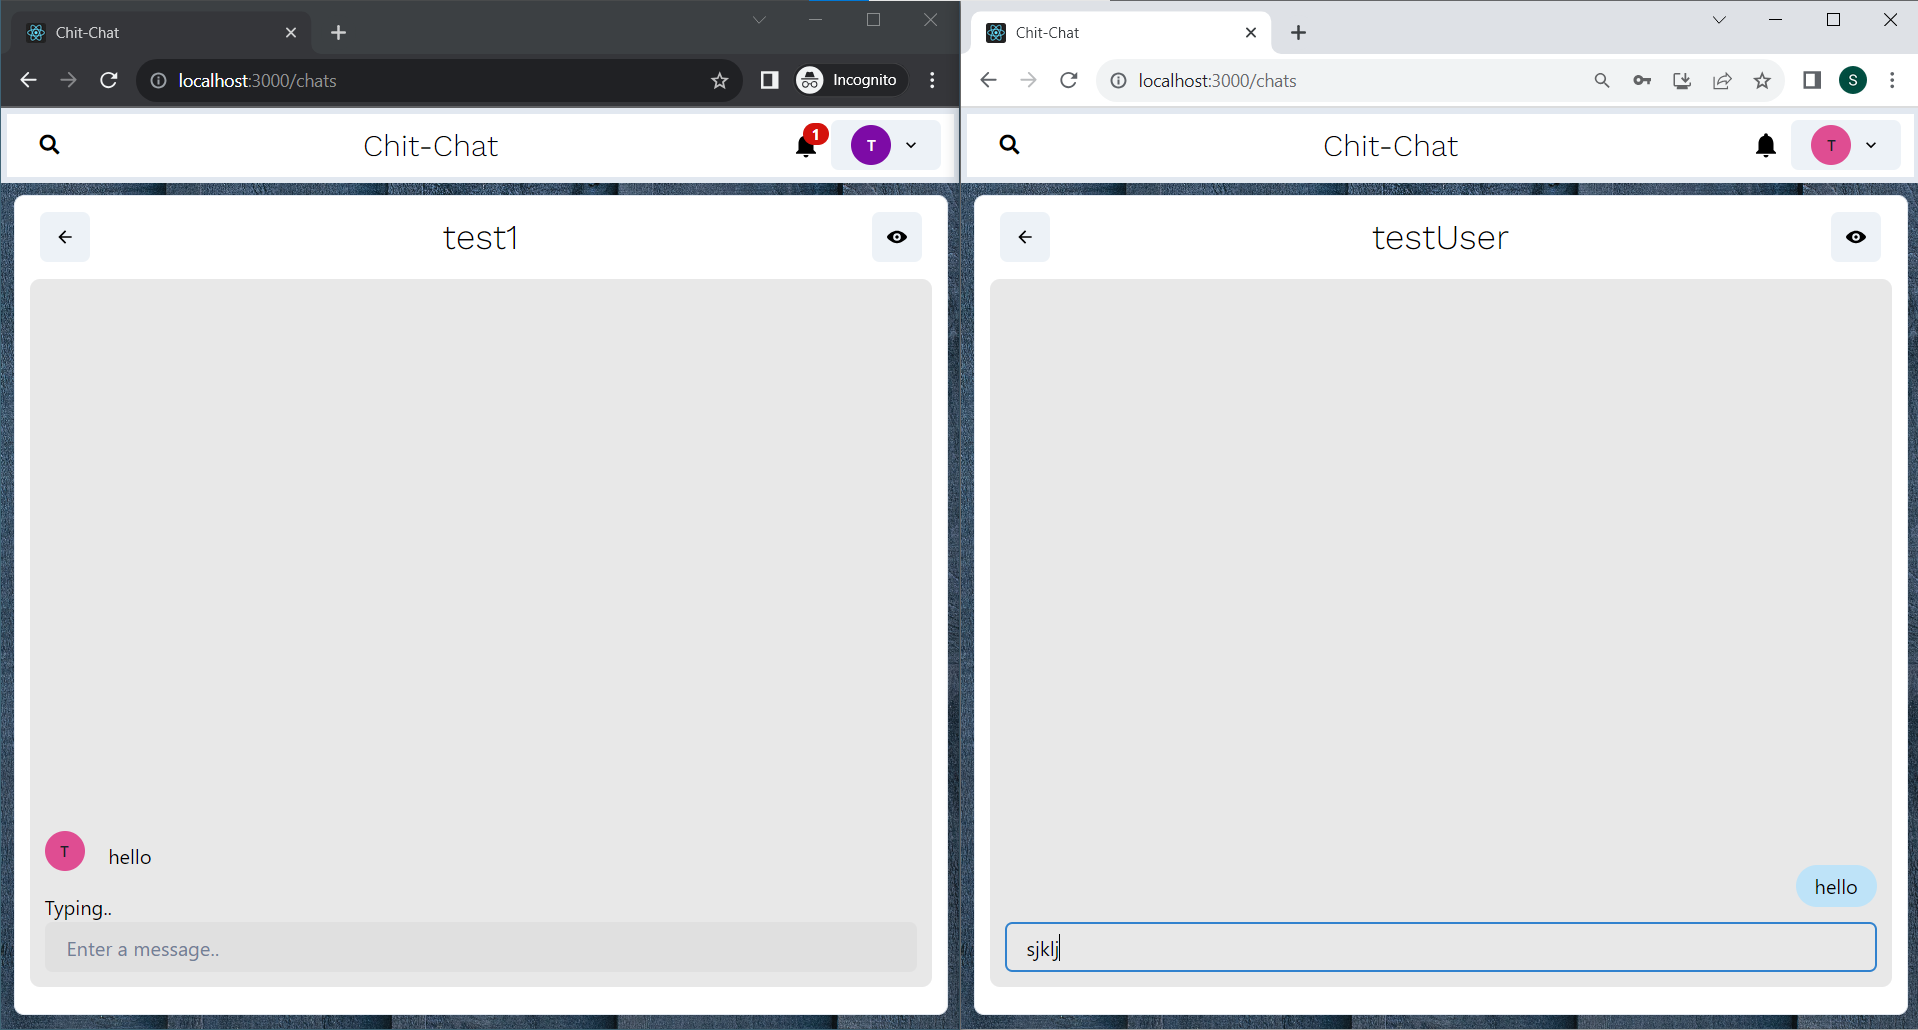 Chit-Chat
localhost:3000/chats
Incognito
Chit-Chat
1
T
test1
T
hello
Typing..
Enter a message..
Chit-Chat
localhost:3000/chats
S
Chit-Chat
T
testUser
hello
sjklj